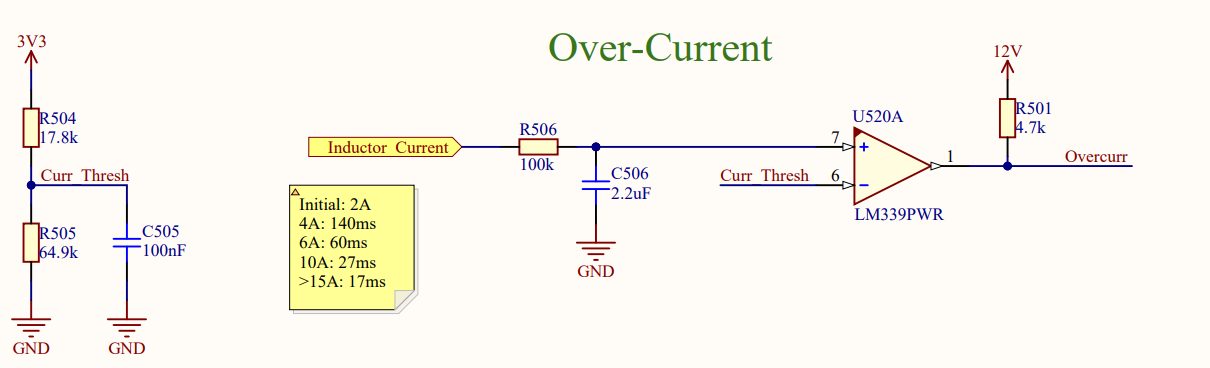 Over-Current
3V3
R504
17.8k
Curr_Thresh
R505
64.9k
C505
100nF
GND
GND
Inductor_Current
R506
100k
C506
2.2uF
GND
Initial: 2A
4A: 140ms
6A: 60ms
10A: 27ms
>15A: 17ms
U520A
7
+
Curr_Thresh
6
−
1
LM339PWR
12V
R501
4.7k
Overcurr